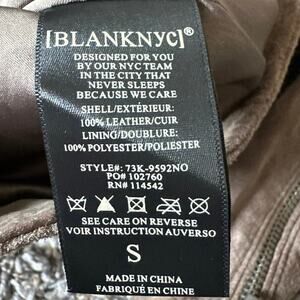 [BLANKNYC]®
DESIGNED FOR YOU
BY OUR NYC TEAM
IN THE CITY THAT
NEVER SLEEPS
BECAUSE WE CARE
SHELL/EXTÉRIEUR:
100% LEATHER/CUIR
LINING/DOUBLURE:
100% POLYESTER/POLIESTER
STYLE#: 73K-9592NO
PO# 102760
RN# 114542
SEE CARE ON REVERSE
VOIR INSTRUCTION AUVERSO
S
MADE IN CHINA
FABRIQUÉ EN CHINE